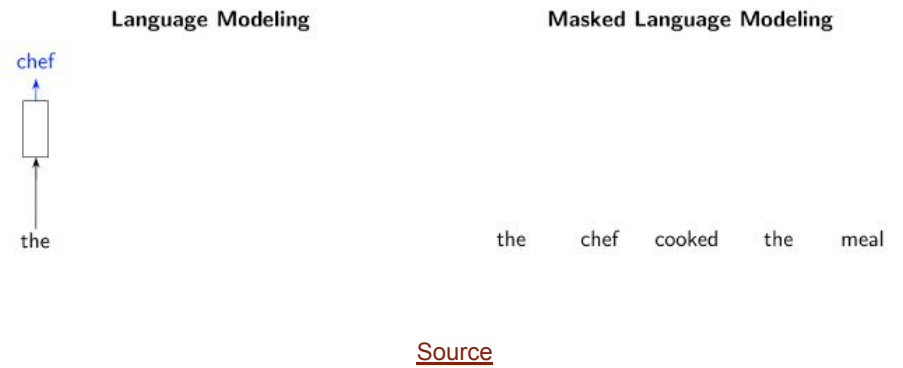 Language Modeling
Masked Language Modeling
chef
the
the chef cooked the meal
Source